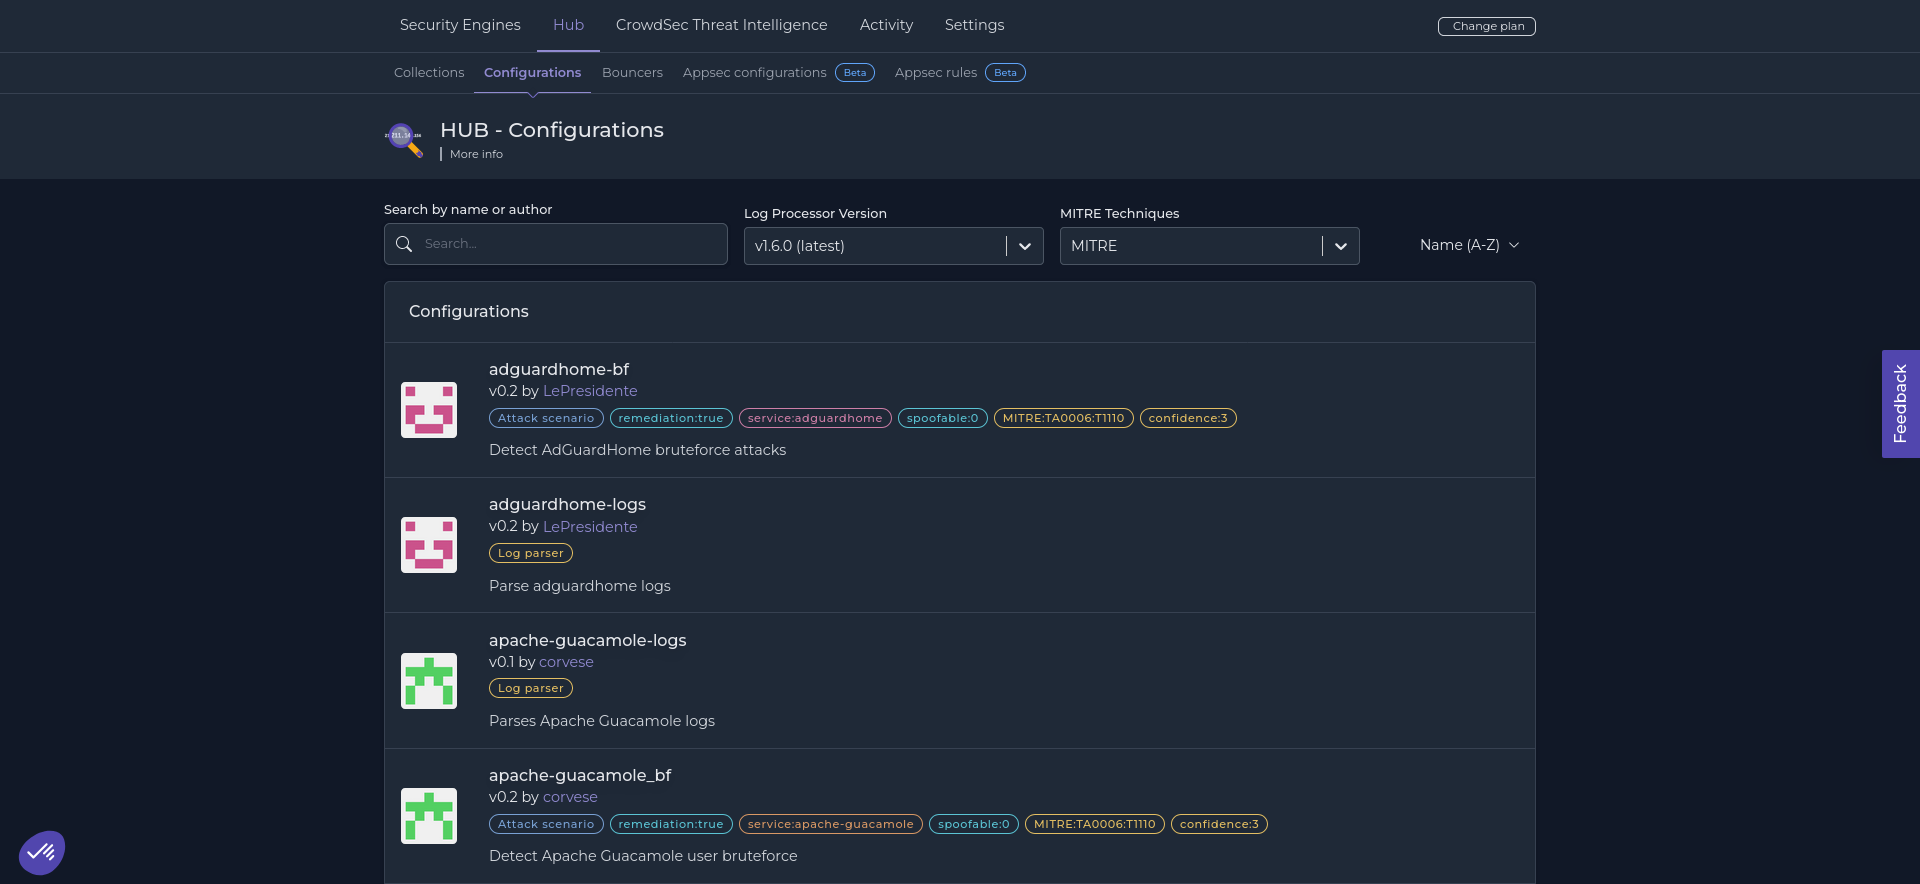 Security Engines Hub CrowdSec Threat Intelligence Activity Settings Change plan
Collections Configurations Bouncers Appsec configurations Beta Appsec rules Beta
HUB - Configurations
More info
Search by name or author
Search...
Log Processor Version
v1.6.0 (latest)
MITRE Techniques
MITRE
Name (A-Z)
Configurations
adguardhome-bf
v0.2 by LePresidente
Attack scenario remediation:true service:adguardhome spoofable:0 MITRE:TA0006:T1110 confidence:3
Detect AdGuardHome bruteforce attacks
adguardhome-logs
v0.2 by LePresidente
Log parser
Parse adguardhome logs
apache-guacamole-logs
v0.1 by corvese
Log parser
Parses Apache Guacamole logs
apache-guacamole_bf
v0.2 by corvese
Attack scenario remediation:true service:apache-guacamole spoofable:0 MITRE:TA0006:T1110 confidence:3
Detect Apache Guacamole user bruteforce
Feedback